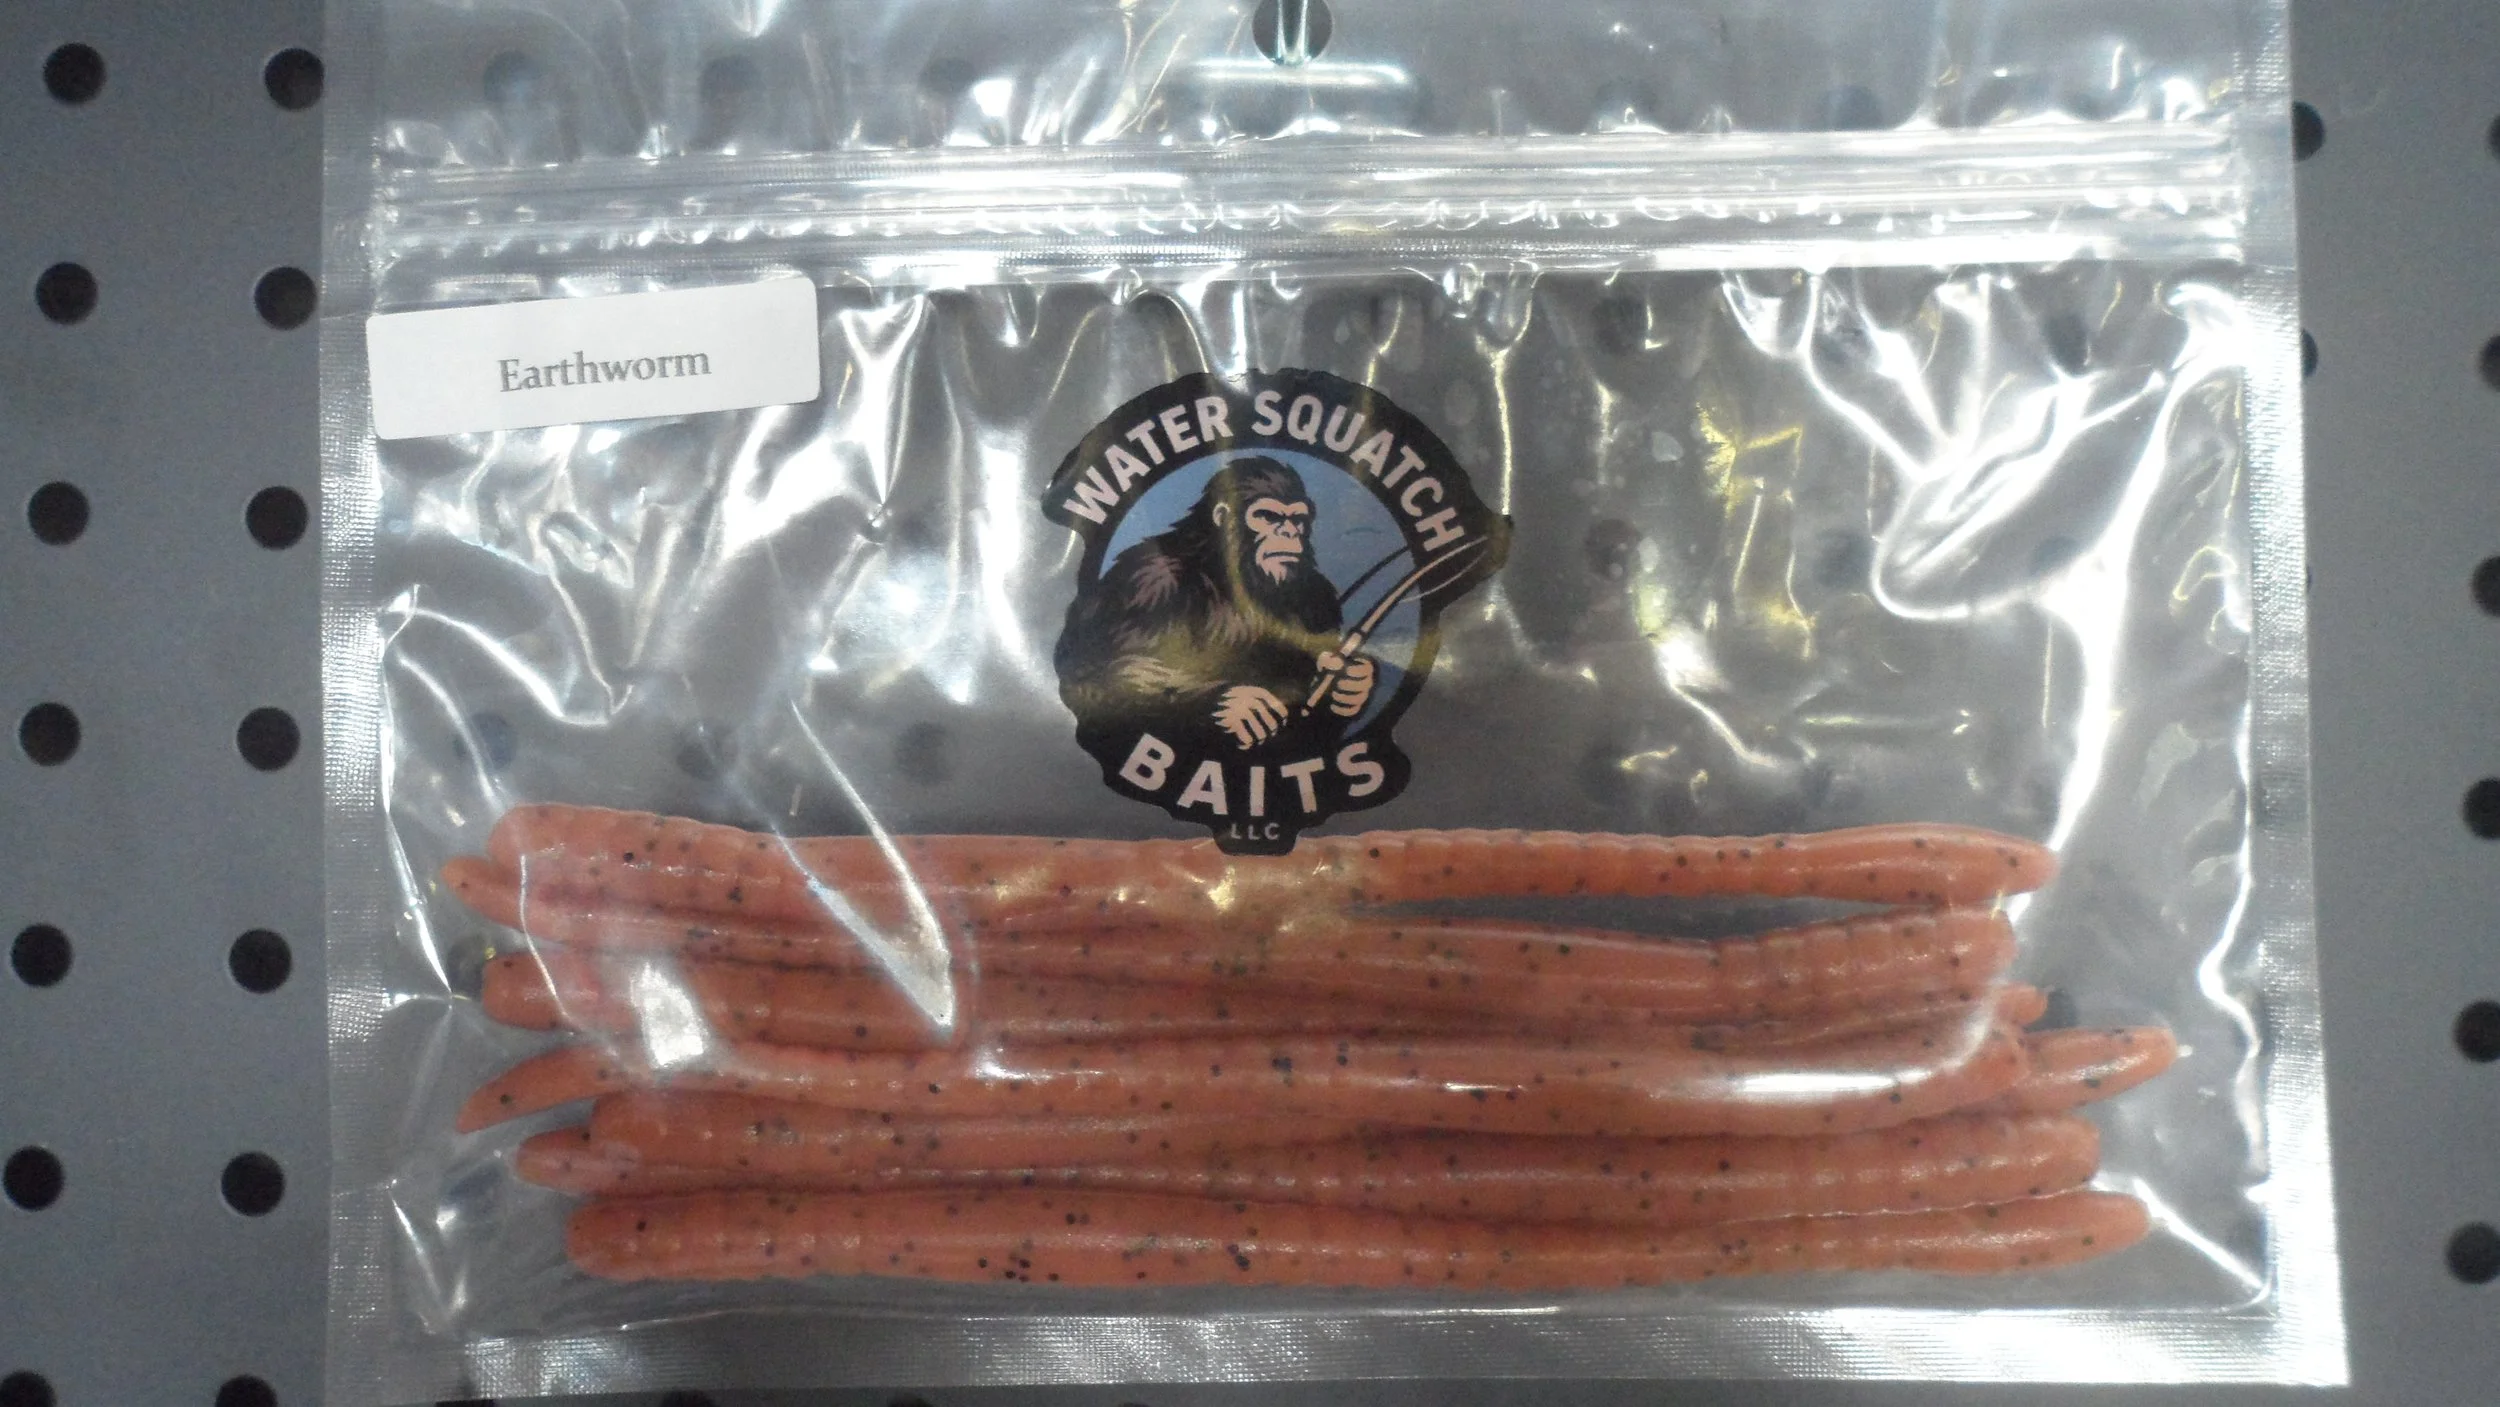 Earthworm
WATER SQUATCH
BAITS
LLC